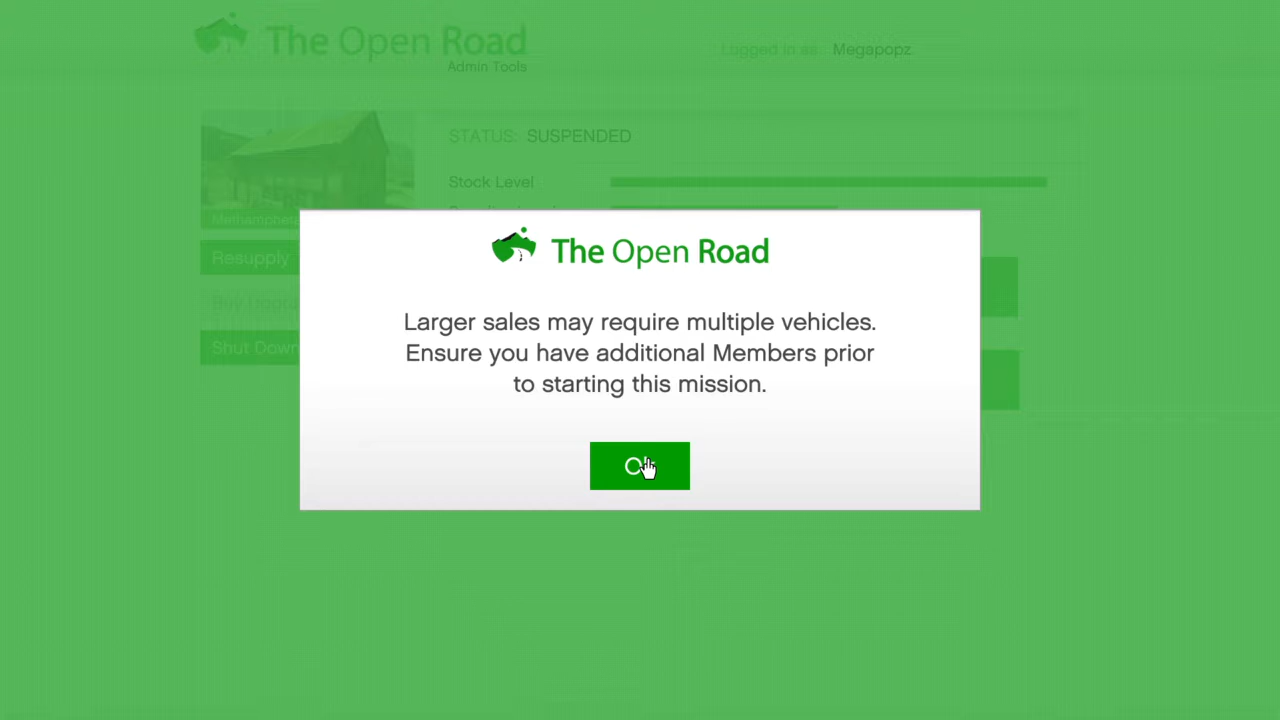 The Open Road
Admin Tools
Logged in as: Megapopz
STATUS: SUSPENDED
Stock Level
Resupply
Shut Down
The Open Road
Larger sales may require multiple vehicles.
Ensure you have additional Members prior
to starting this mission.